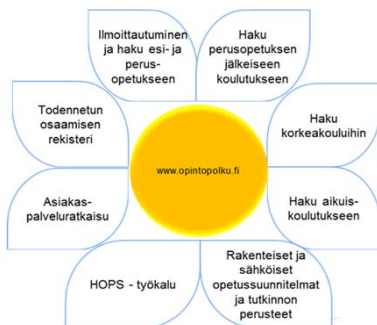 Ilmoittautuminen
ja haku esi- ja
perus-
opetukseen
Haku
perusopetuksen
jälkeiseen
koulutukseen
Todennetun
osaamisen
rekisteri
Haku
korkeakouluihin
www.opintopolku.fi
Asiakas-
palveluratkaisu
Haku aikuis-
koulutukseen
HOPS - työkalu
Rakenteiset ja
sähköiset
opetussuunnitelmat
ja tutkinnon
perusteet